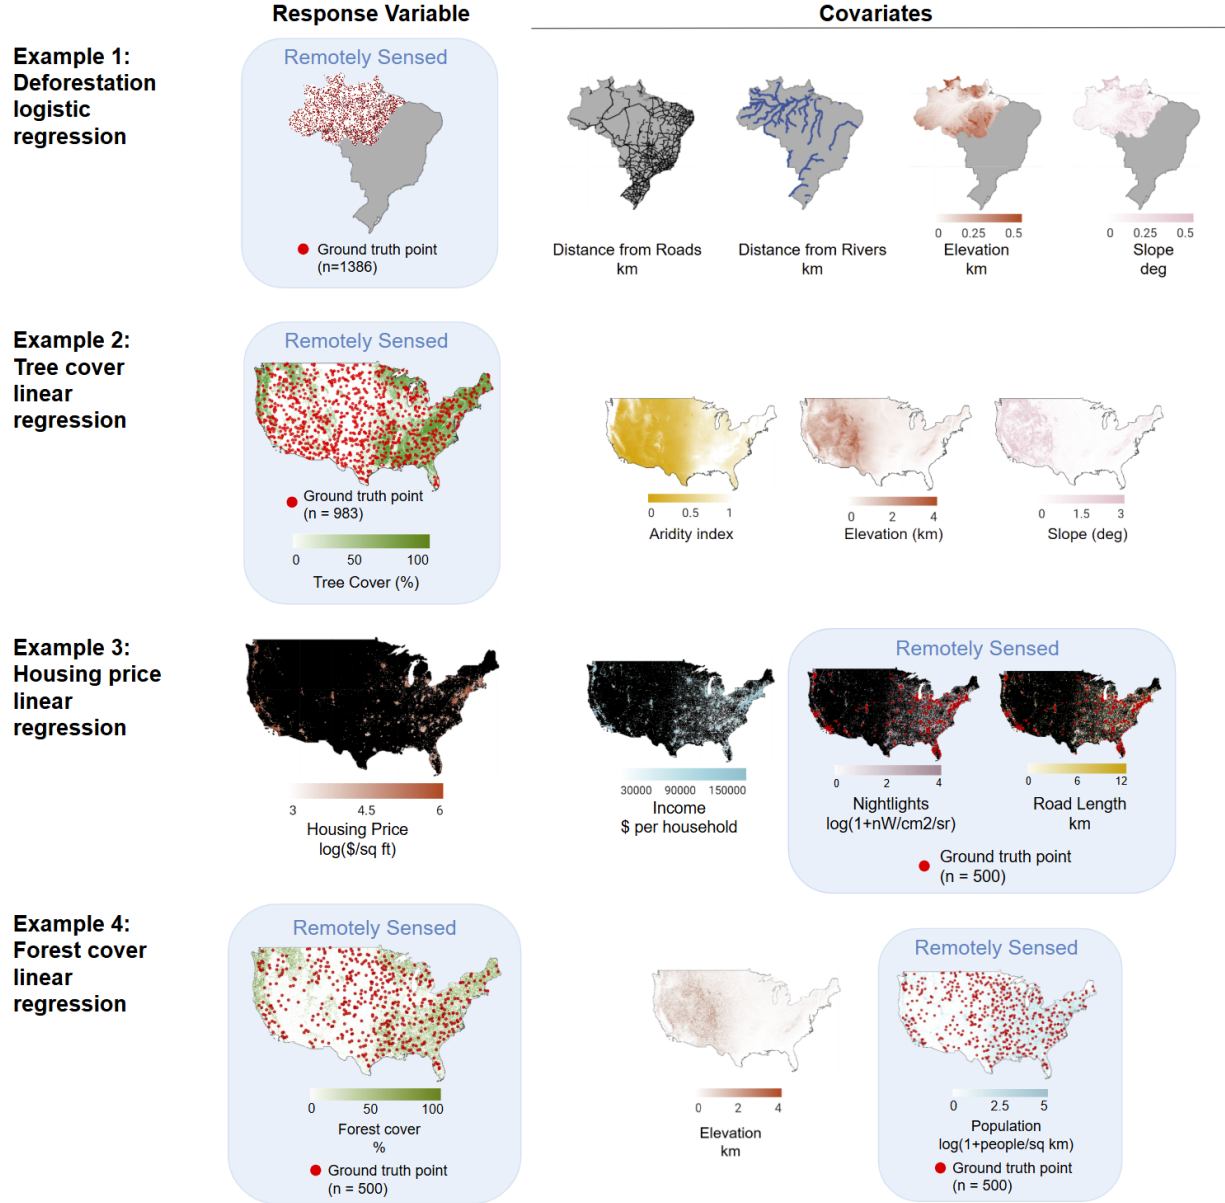 Response Variable
Covariates
Example 1:
Deforestation
logistic
regression
Remotely Sensed
Ground truth point
(n=1386)
Distance from Roads
km
Distance from Rivers
km
0 0.25 0.5
Elevation
km
0 0.25 0.5
Slope
deg
Example 2:
Tree cover
linear
regression
Remotely Sensed
Ground truth point
(n = 983)
0 50 100
Tree Cover (%)
0 0.5 1
Aridity index
0 2 4
Elevation (km)
0 1.5 3
Slope (deg)
Example 3:
Housing price
linear
regression
3 4.5 6
Housing Price
log($/sq ft)
30000 90000 150000
Income
$ per household
Remotely Sensed
0 2 4
Nightlights
log(1+nW/cm2/sr)
0 6 12
Road Length
km
Ground truth point
(n = 500)
Example 4:
Forest cover
linear
regression
Remotely Sensed
0 50 100
Forest cover
%
Ground truth point
(n = 500)
0 2 4
Elevation
km
Remotely Sensed
0 2.5 5
Population
log(1+people/sq km)
Ground truth point
(n = 500)